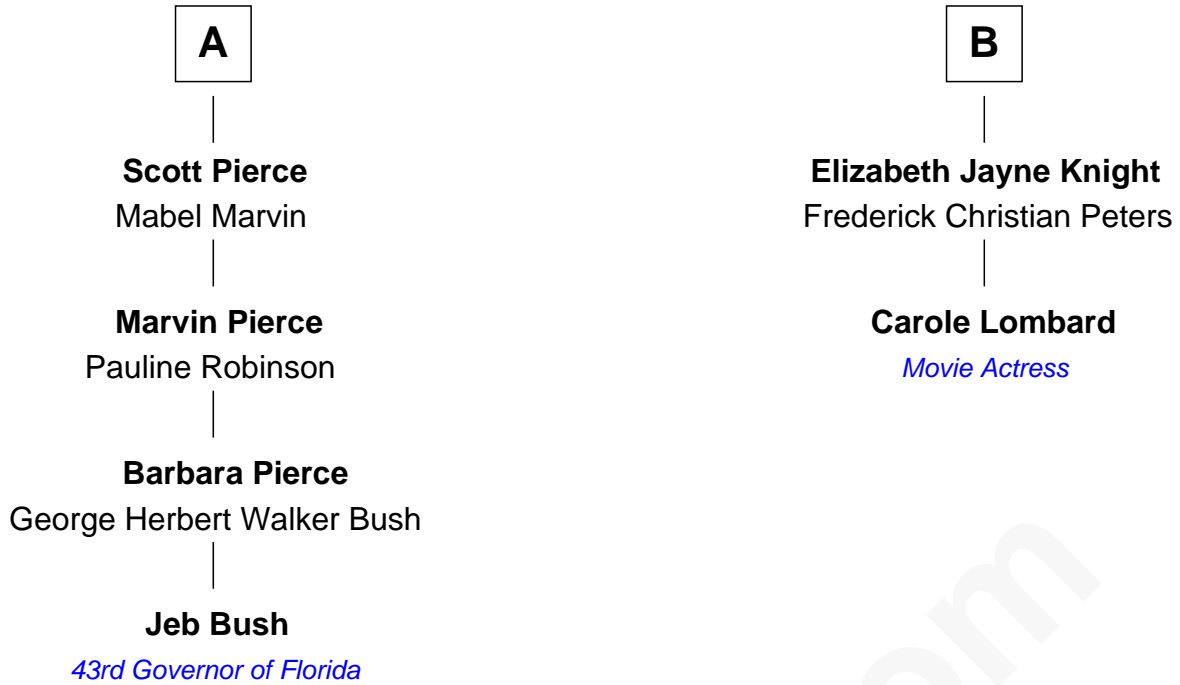 A
Scott Pierce
Mabel Marvin
Marvin Pierce
Pauline Robinson
Barbara Pierce
George Herbert Walker Bush
Jeb Bush
43rd Governor of Florida
B
Elizabeth Jayne Knight
Frederick Christian Peters
Carole Lombard
Movie Actress
om